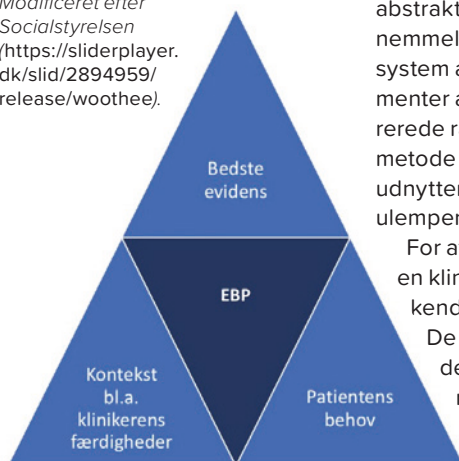 Modificeret efter
Socialstyrelsen
(https://sliderplayer.
dk/slid/2894959/
release/woothee).
Bedste
evidens
EBP
Kontekst
bl.a.
klinikerens
færdigheder
Patientens
behov
abstrakt
nemmel
system a
menter a
rerede r
metode
udnytter
ulemper
For a
en klin
kend
De
de